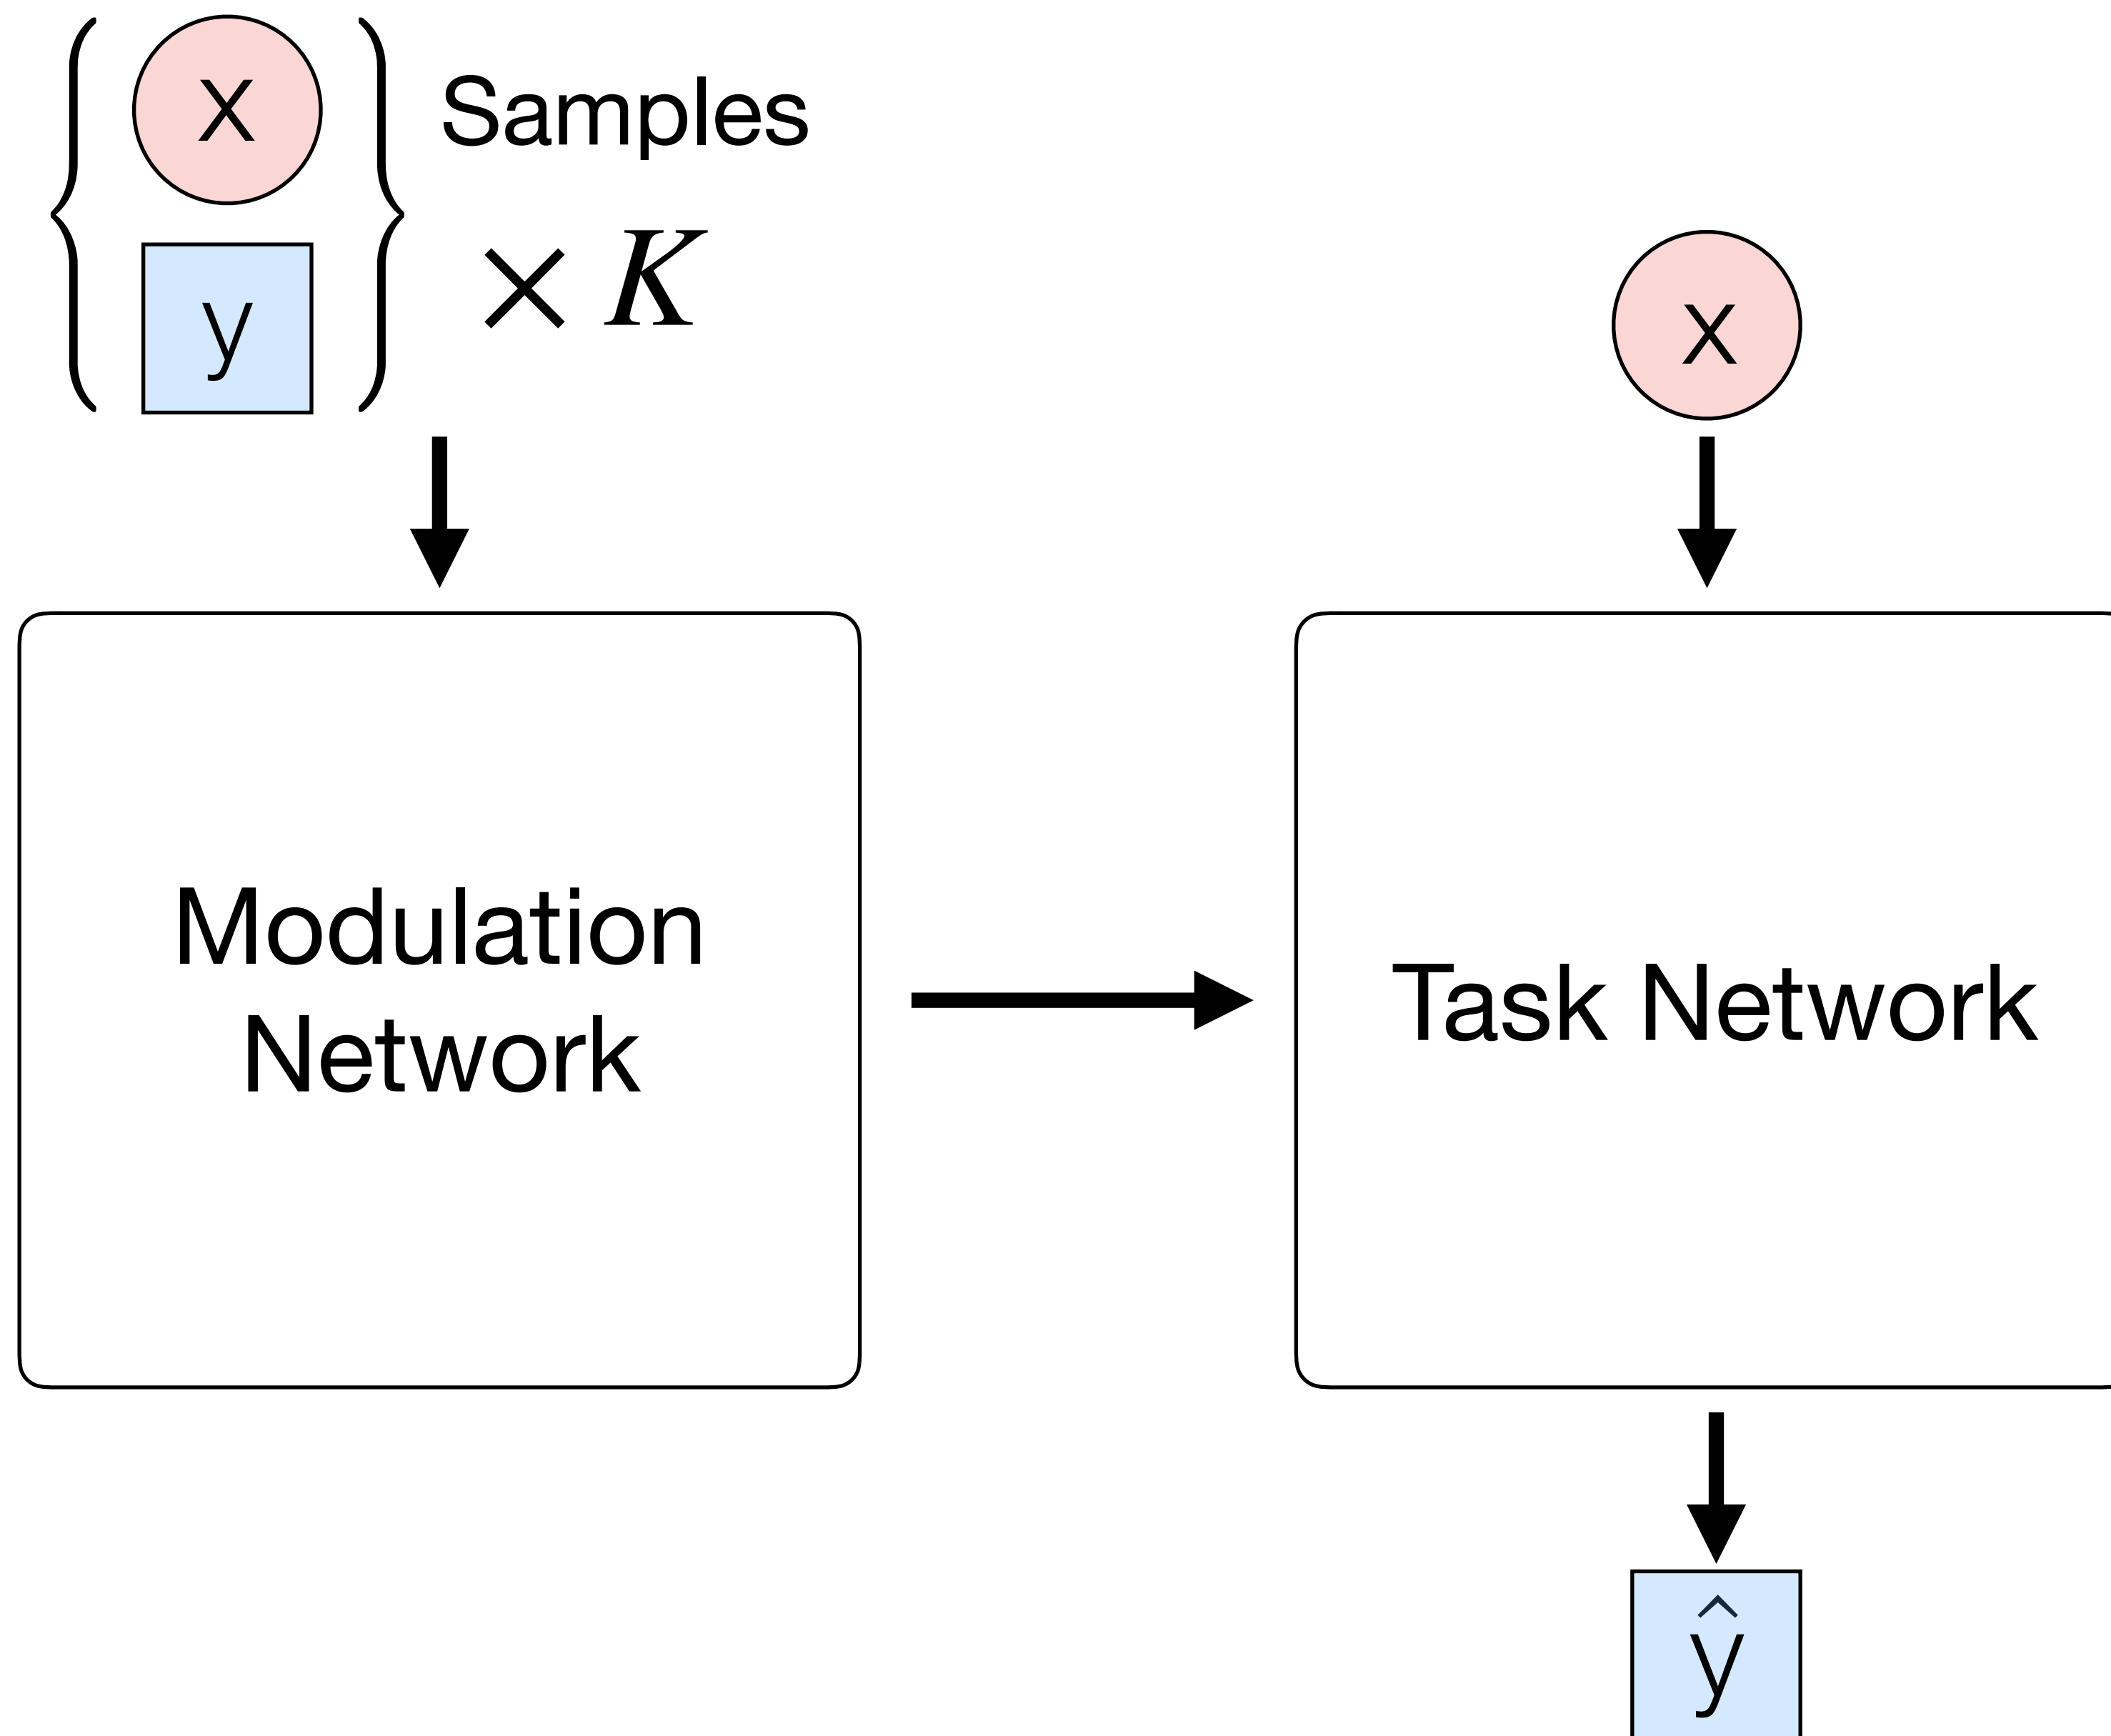 x
Samples
y
× K
x
Modulation
Network
Task Network
ŷ